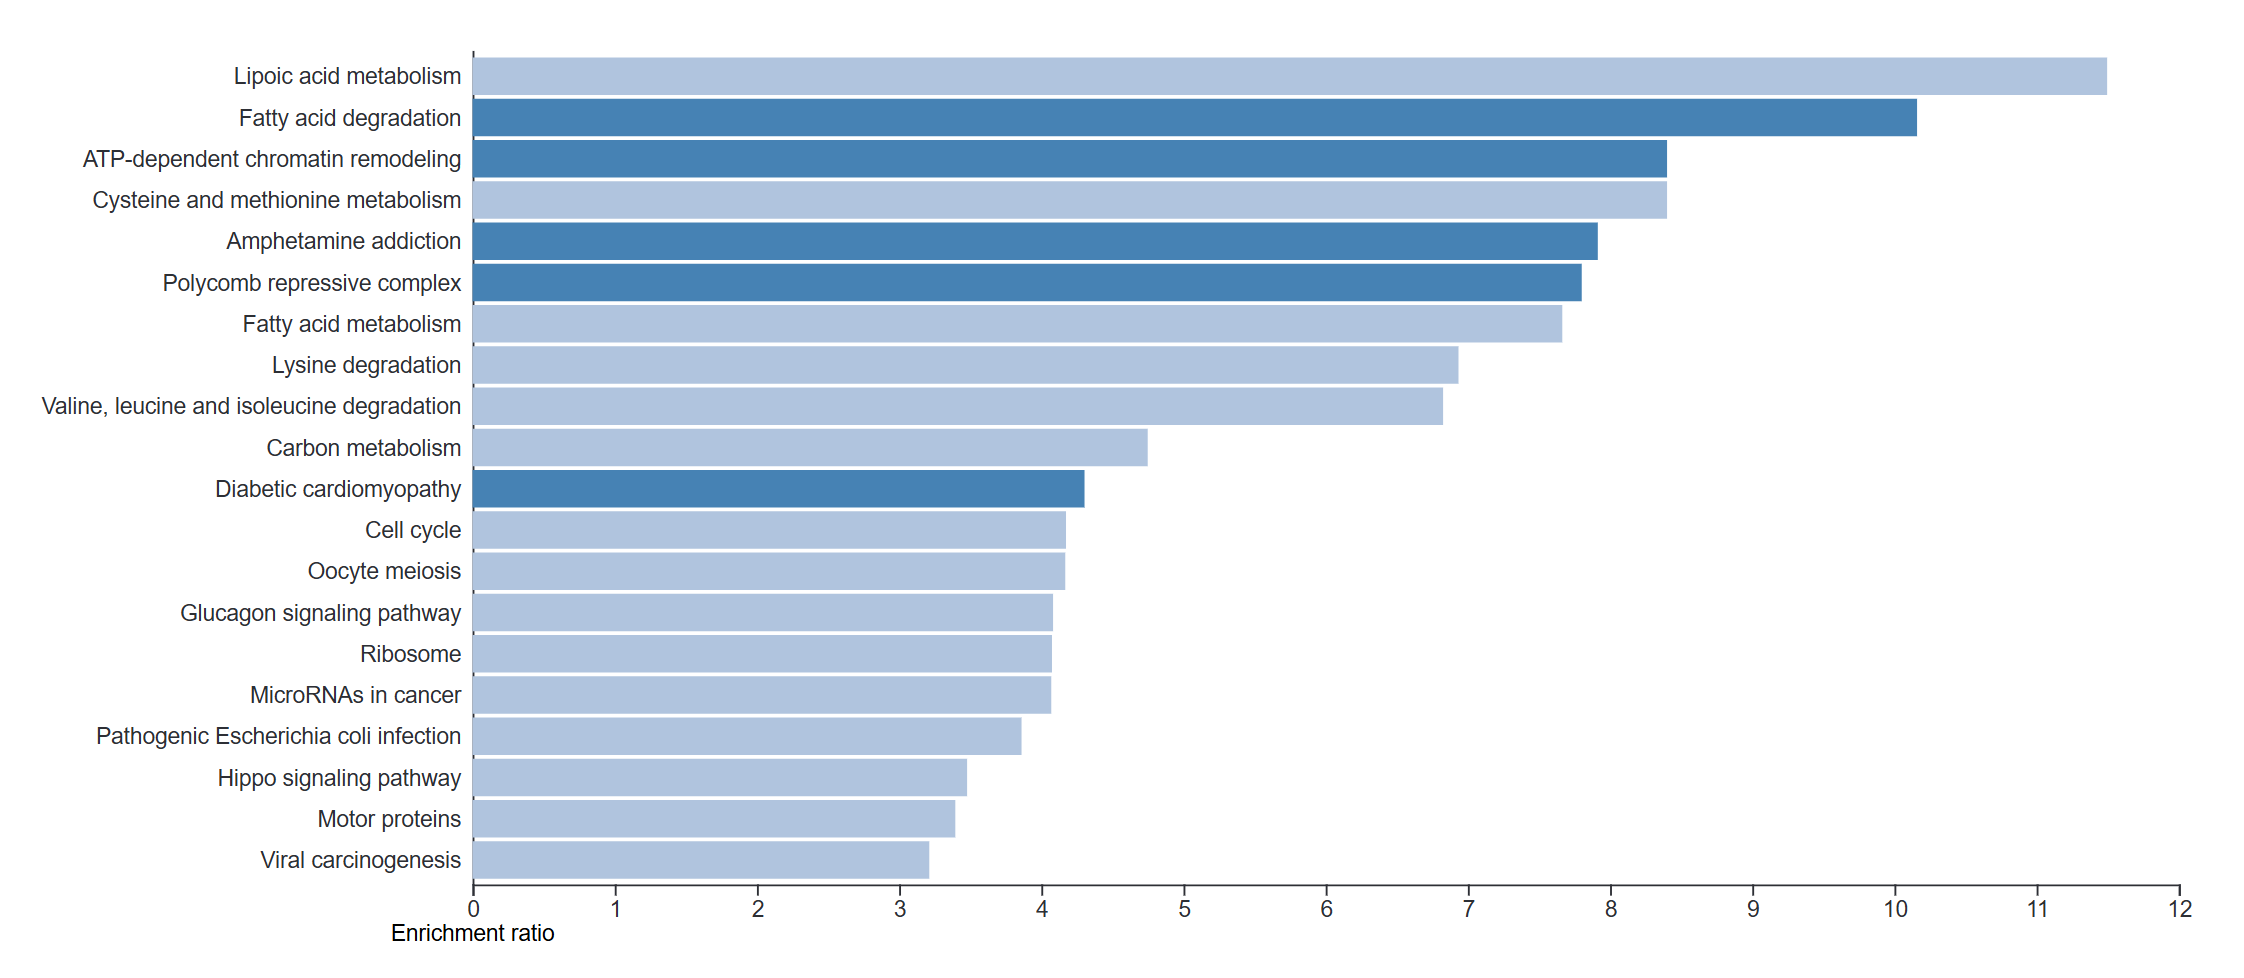 Lipoic acid metabolism
Fatty acid degradation
ATP-dependent chromatin remodeling
Cysteine and methionine metabolism
Amphetamine addiction
Polycomb repressive complex
Fatty acid metabolism
Lysine degradation
Valine, leucine and isoleucine degradation
Carbon metabolism
Diabetic cardiomyopathy
Cell cycle
Oocyte meiosis
Glucagon signaling pathway
Ribosome
MicroRNAs in cancer
Pathogenic Escherichia coli infection
Hippo signaling pathway
Motor proteins
Viral carcinogenesis
0 1 2 3 4 5 6 7 8 9 10 11 12
Enrichment ratio